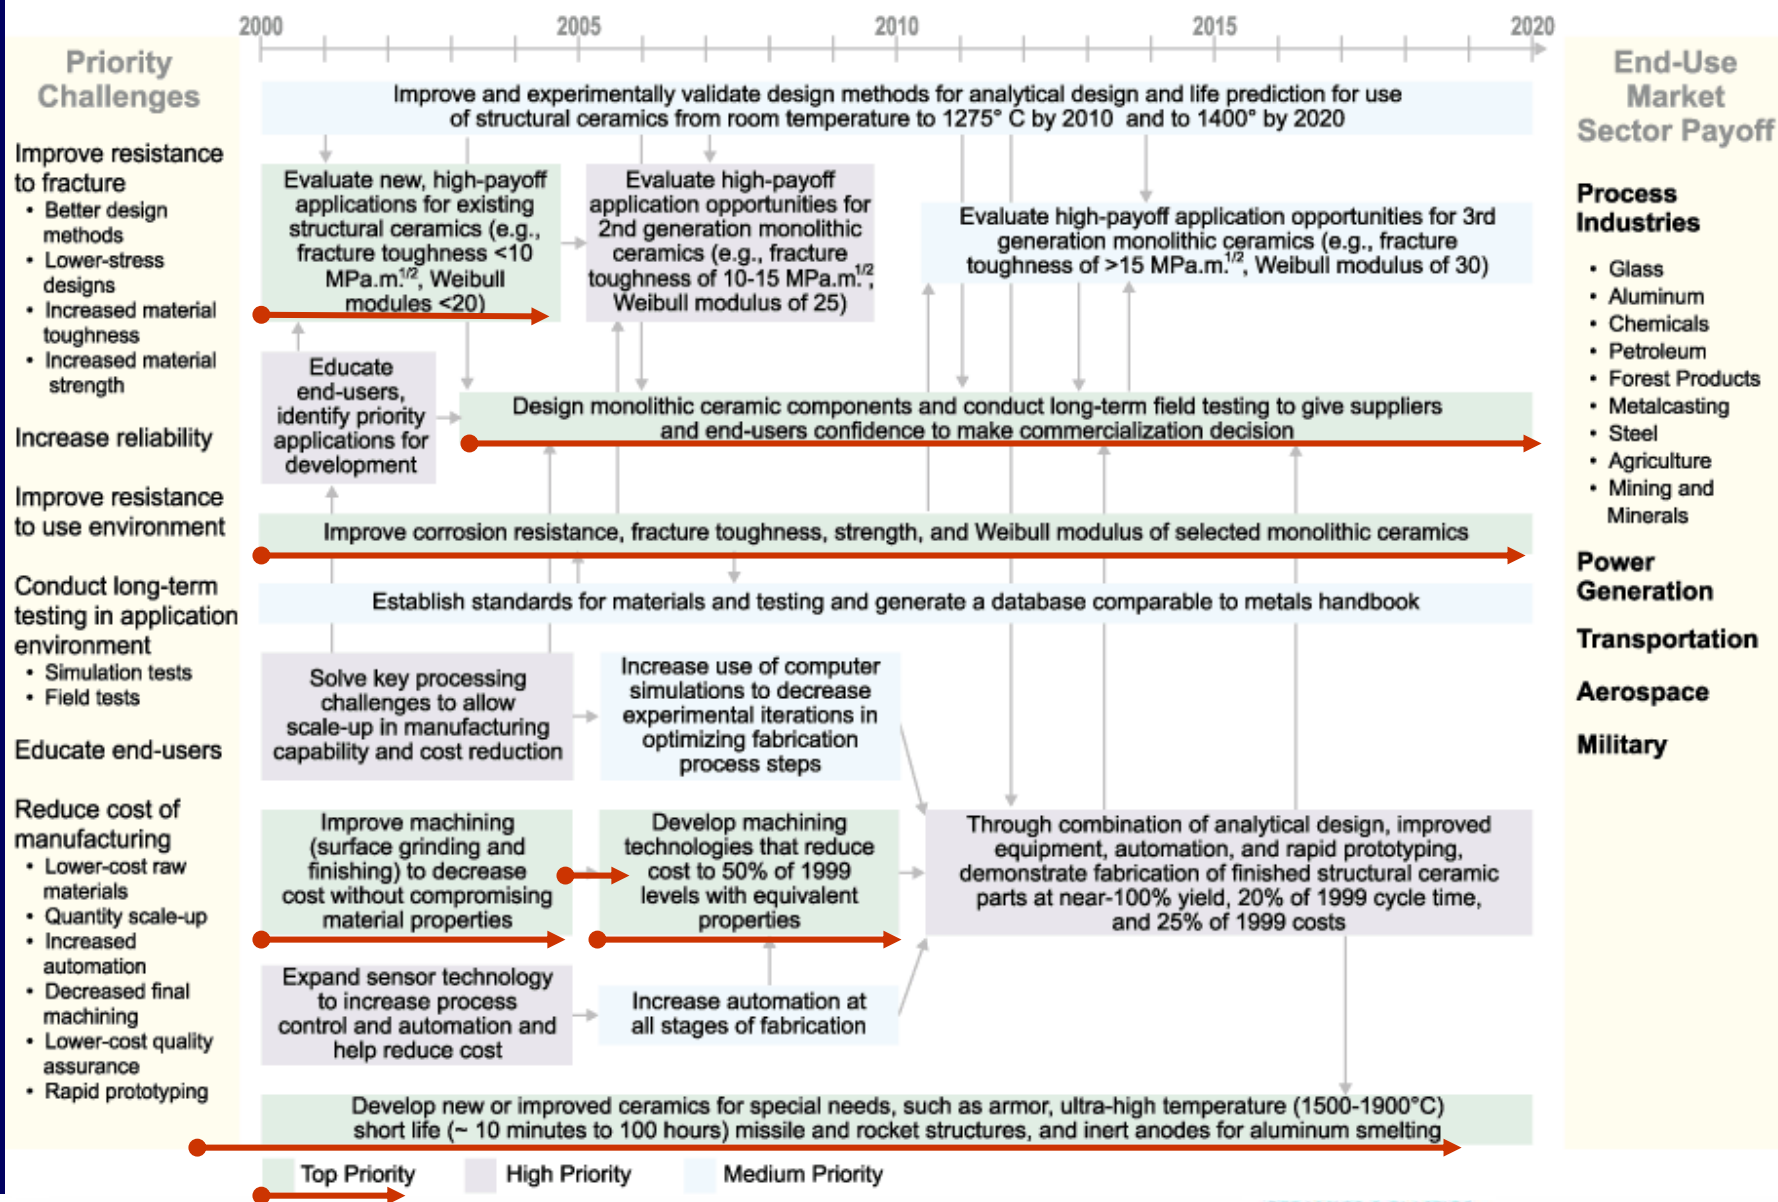 2000 2005 2010 2015 2020
Priority
Challenges
Improve resistance
to fracture
• Better design
methods
• Lower-stress
designs
• Increased material
toughness
• Increased material
strength
Increase reliability
Improve resistance
to use environment
Conduct long-term
testing in application
environment
• Simulation tests
• Field tests
Educate end-users
Reduce cost of
manufacturing
• Lower-cost raw
materials
• Quantity scale-up
• Increased
automation
• Decreased final
machining
• Lower-cost quality
assurance
• Rapid prototyping
Improve and experimentally validate design methods for analytical design and life prediction for use
of structural ceramics from room temperature to 1275° C by 2010 and to 1400° by 2020
Evaluate new, high-payoff
applications for existing
structural ceramics (e.g.,
fracture toughness <10
MPa.m.1/2, Weibull
modules <20)
Evaluate high-payoff
application opportunities for
2nd generation monolithic
ceramics (e.g., fracture
toughness of 10-15 MPa.m.1/2,
Weibull modulus of 25)
Evaluate high-payoff application opportunities for 3rd
generation monolithic ceramics (e.g., fracture
toughness of >15 MPa.m.1/2, Weibull modulus of 30)
Educate
end-users,
identify priority
applications for
development
Design monolithic ceramic components and conduct long-term field testing to give suppliers
and end-users confidence to make commercialization decision
Improve corrosion resistance, fracture toughness, strength, and Weibull modulus of selected monolithic ceramics
Establish standards for materials and testing and generate a database comparable to metals handbook
Solve key processing
challenges to allow
scale-up in manufacturing
capability and cost reduction
Increase use of computer
simulations to decrease
experimental iterations in
optimizing fabrication
process steps
Improve machining
(surface grinding and
finishing) to decrease
cost without compromising
material properties
Develop machining
technologies that reduce
cost to 50% of 1999
levels with equivalent
properties
Through combination of analytical design, improved
equipment, automation, and rapid prototyping,
demonstrate fabrication of finished structural ceramic
parts at near-100% yield, 20% of 1999 cycle time,
and 25% of 1999 costs
Expand sensor technology
to increase process
control and automation and
help reduce cost
Increase automation at
all stages of fabrication
Develop new or improved ceramics for special needs, such as armor, ultra-high temperature (1500-1900°C)
short life (~ 10 minutes to 100 hours) missile and rocket structures, and inert anodes for aluminum smelting
Top Priority High Priority Medium Priority
End-Use
Market
Sector Payoff
Process
Industries
• Glass
• Aluminum
• Chemicals
• Petroleum
• Forest Products
• Metalcasting
• Steel
• Agriculture
• Mining and
Minerals
Power
Generation
Transportation
Aerospace
Military